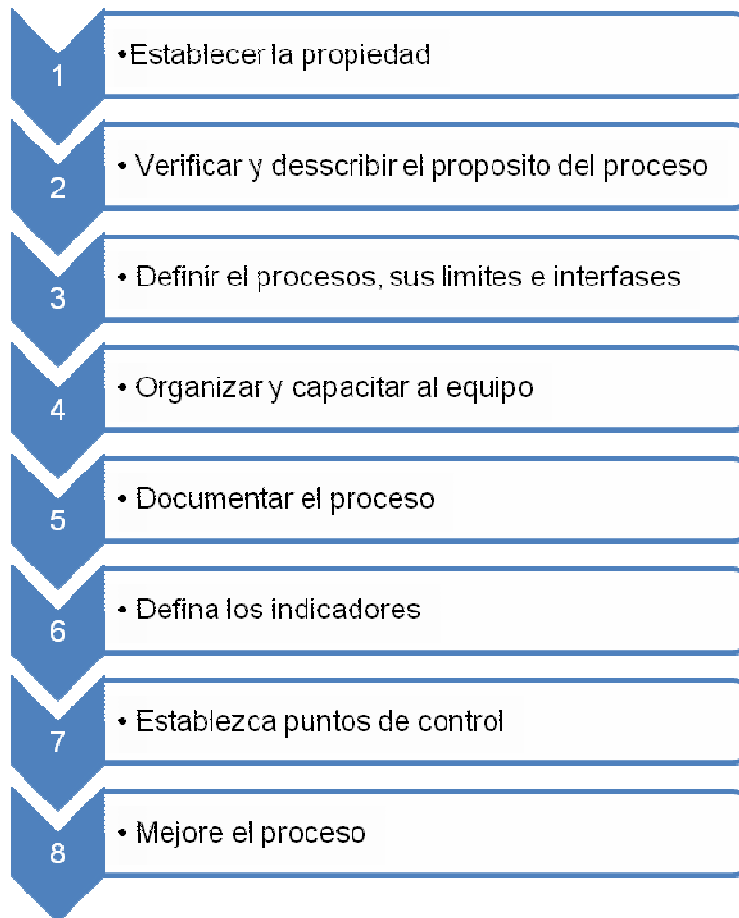 1
•Establecer la propiedad
2
• Verificar y desscribir el proposito del proceso
3
• Definir el procesos, sus limites e interfases
4
• Organizar y capacitar al equipo
5
• Documentar el proceso
6
• Defina los indicadores
7
• Establezca puntos de control
8
• Mejore el proceso